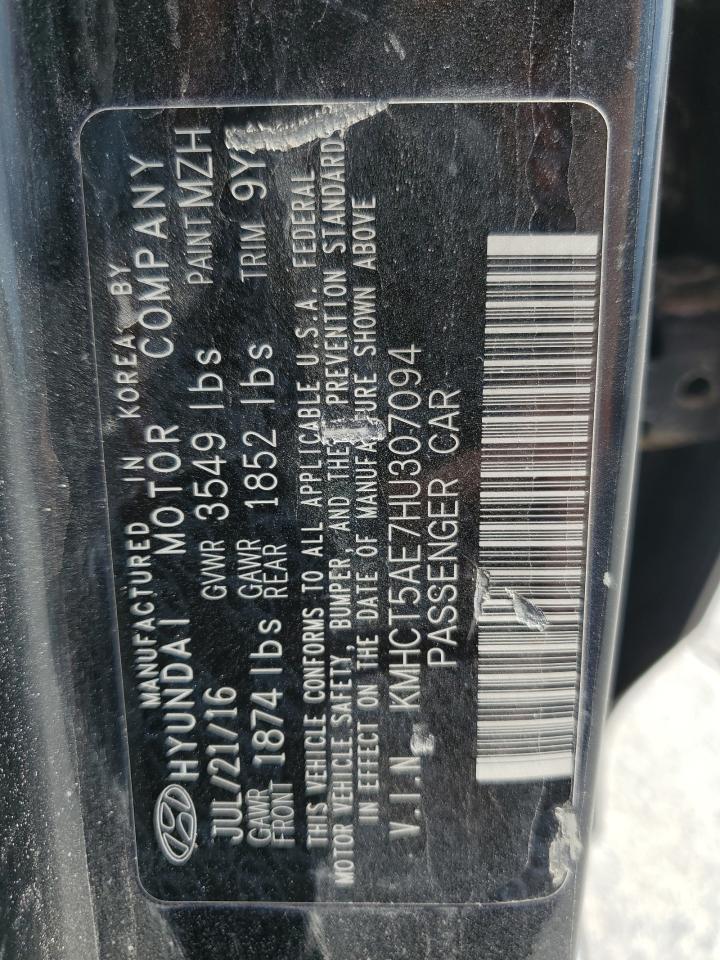 MANUFACTURED IN KOREA BY
HYUNDAI MOTOR COMPANY
JUL/21/16 GVWR 3549 lbs PAINT MZH
GAWR FRONT 1874 lbs GAWR REAR 1852 lbs TRIM 9Y
THIS VEHICLE CONFORMS TO ALL APPLICABLE U.S.A. FEDERAL
MOTOR VEHICLE SAFETY, BUMPER, AND THE PREVENTION STANDARDS
IN EFFECT ON THE DATE OF MANUFACTURE SHOWN ABOVE
V.I.N KMHCT5AE7HU307094
PASSENGER CAR